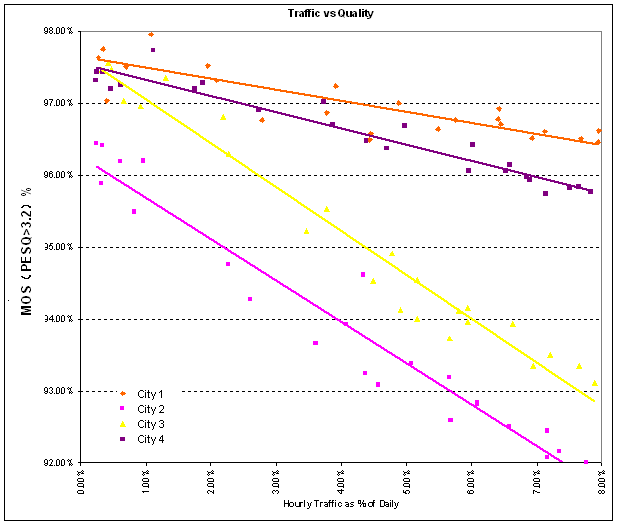 Traffic vs Quality
98.00%
97.00%
96.00%
95.00%
94.00%
93.00%
92.00%
MOS (PESQ>3.2) %
City 1
City 2
City 3
City 4
0.00%
1.00%
2.00%
3.00%
4.00%
5.00%
6.00%
7.00%
8.00%
Hourly Traffic as % of Daily